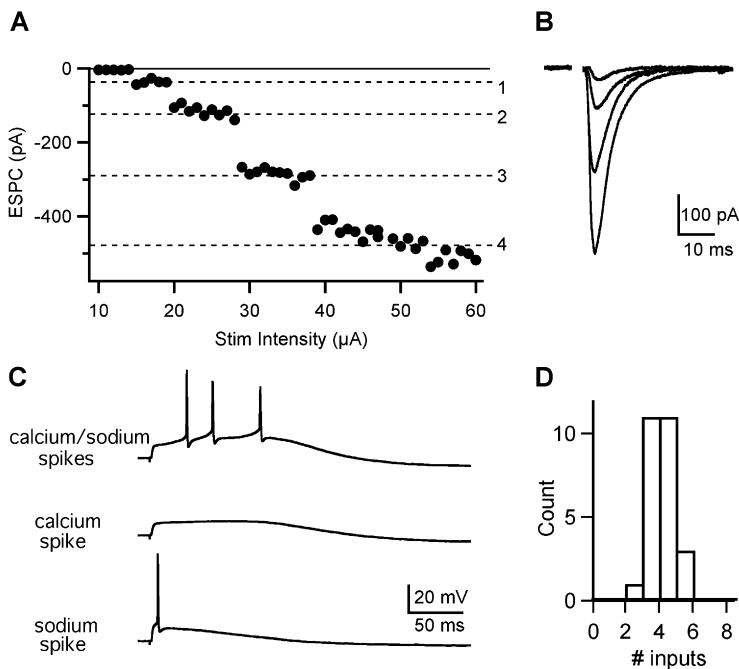 A
B
ESPC (pA)
0
-200
-400
1
2
3
4
10
20
30
40
50
60
Stim Intensity (µA)
100 pA
10 ms
C
D
calcium/sodium
spikes
calcium
spike
sodium
spike
20 mV
50 ms
Count
10
5
0
0
2
4
6
8
# inputs